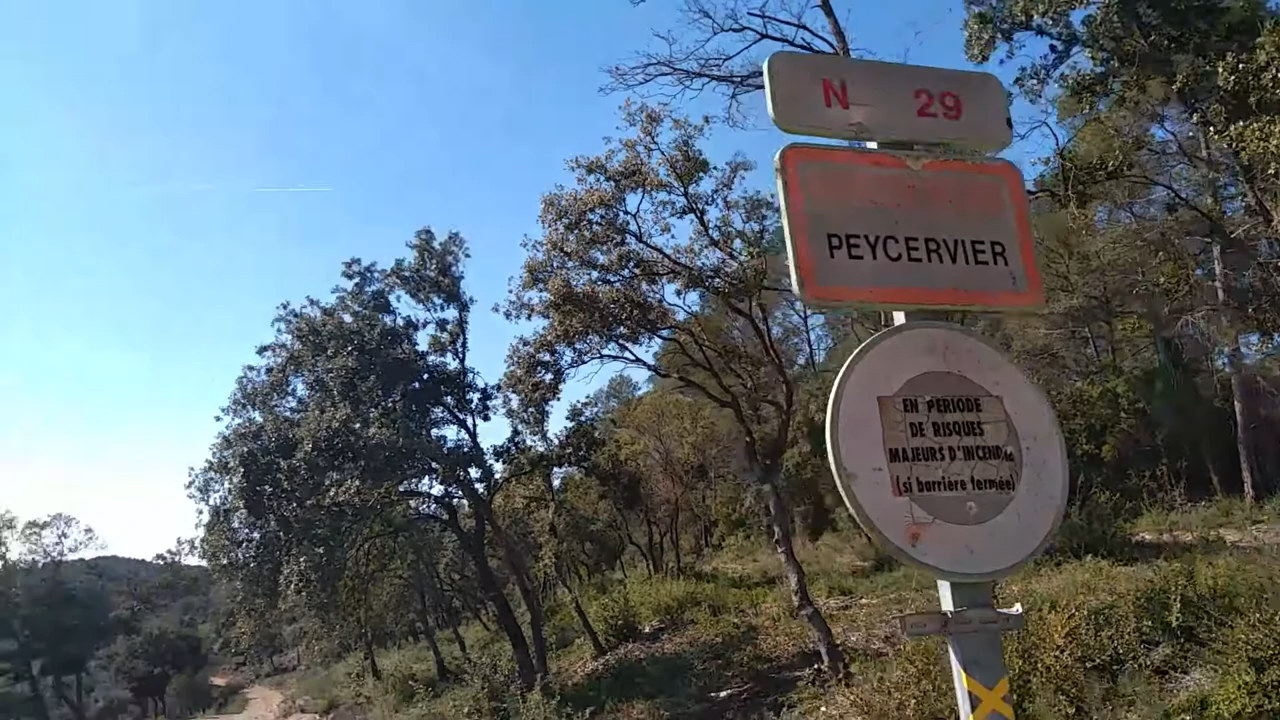 N 29
PEYCERVIER
EN PERIODE
DE RISQUES
MAJEURS D'INCENDIE
(si barrière fermée)